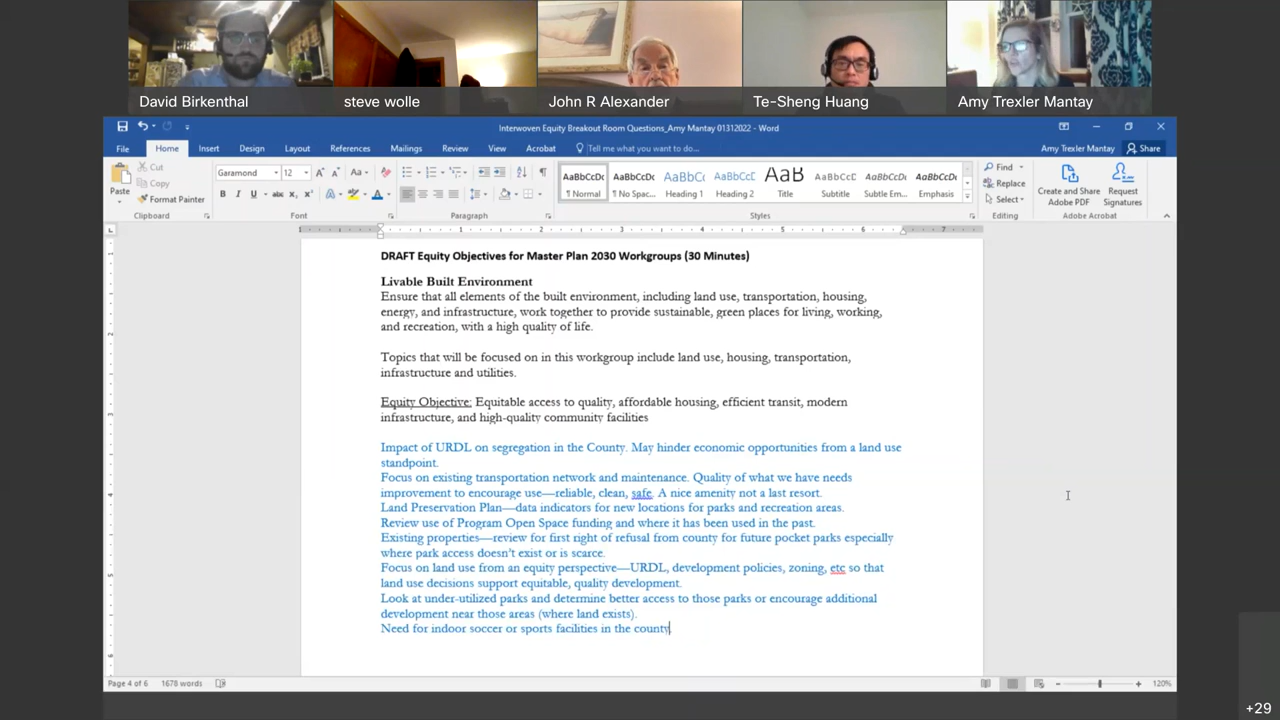 David Birkenthal
steve wolle
John R Alexander
Te-Sheng Huang
Amy Trexler Mantay
Interwoven Equity Breakout Room Questions_Amy Mantay 01312022 - Word
File Home Insert Design Layout References Mailings Review View Acrobat Tell me what you want to do... Amy Trexler Mantay Share
Paste
Cut
Copy
Format Painter
Clipboard
Garamond 12
Font
Paragraph
AaBbCcDc AaBbCcDc AaBbCc AaBbCcC AaB AaBbCcD AaBbCcDc AaBbCcDc
¶ Normal ¶ No Spac... Heading 1 Heading 2 Title Subtitle Subtle Em... Emphasis
Styles
Find
Replace
Select
Editing
Create and Share Adobe PDF
Request Signatures
Adobe Acrobat
1 2 3 4 5 6 7
DRAFT Equity Objectives for Master Plan 2030 Workgroups (30 Minutes)
Livable Built Environment
Ensure that all elements of the built environment, including land use, transportation, housing,
energy, and infrastructure, work together to provide sustainable, green places for living, working,
and recreation, with a high quality of life.
Topics that will be focused on in this workgroup include land use, housing, transportation,
infrastructure and utilities.
Equity Objective: Equitable access to quality, affordable housing, efficient transit, modern
infrastructure, and high-quality community facilities
Impact of URDL on segregation in the County. May hinder economic opportunities from a land use
standpoint.
Focus on existing transportation network and maintenance. Quality of what we have needs
improvement to encourage use—reliable, clean, safe. A nice amenity not a last resort.
Land Preservation Plan—data indicators for new locations for parks and recreation areas.
Review use of Program Open Space funding and where it has been used in the past.
Existing properties—review for first right of refusal from county for future pocket parks especially
where park access doesn't exist or is scarce.
Focus on land use from an equity perspective—URDL, development policies, zoning, etc so that
land use decisions support equitable, quality development.
Look at under-utilized parks and determine better access to those parks or encourage additional
development near those areas (where land exists).
Need for indoor soccer or sports facilities in the county
Page 4 of 6 1678 words 120%
+29